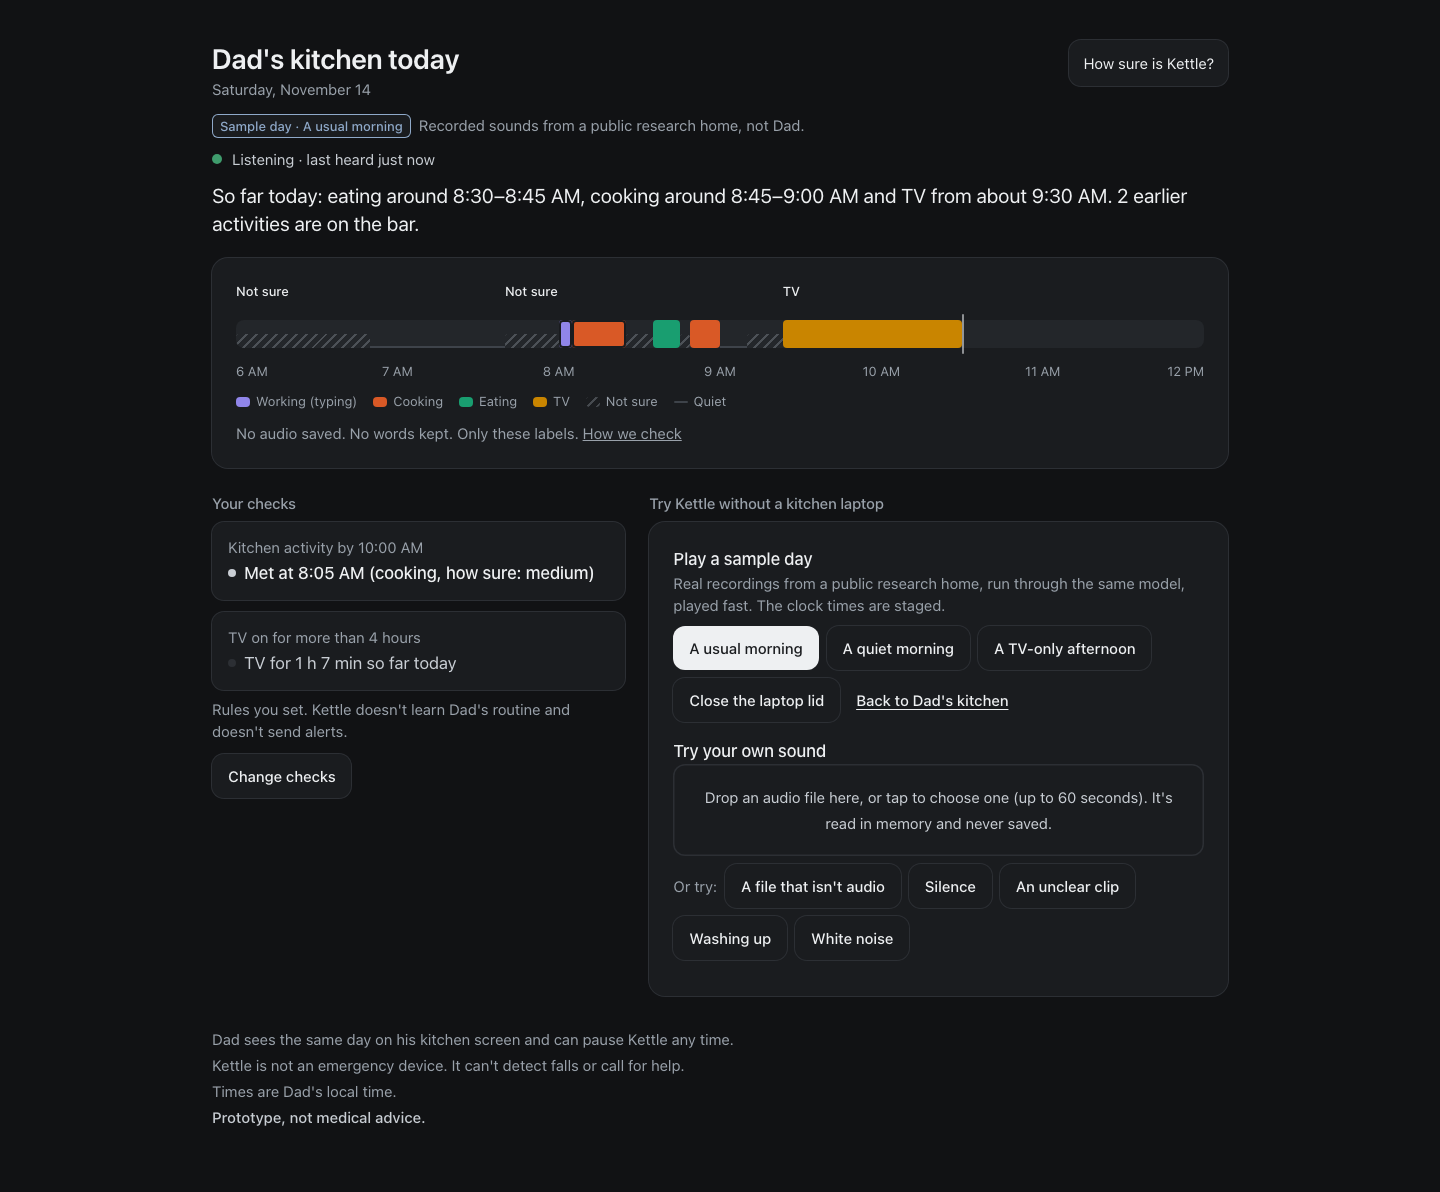 Dad's kitchen today
How sure is Kettle?
Saturday, November 14
Sample day · A usual morning
Recorded sounds from a public research home, not Dad.
Listening · last heard just now
So far today: eating around 8:30–8:45 AM, cooking around 8:45–9:00 AM and TV from about 9:30 AM. 2 earlier
activities are on the bar.
Not sure
Not sure
TV
6 AM
7 AM
8 AM
9 AM
10 AM
11 AM
12 PM
Working (typing)
Cooking
Eating
TV
Not sure
Quiet
No audio saved. No words kept. Only these labels. How we check
Your checks
Kitchen activity by 10:00 AM
Met at 8:05 AM (cooking, how sure: medium)
TV on for more than 4 hours
TV for 1 h 7 min so far today
Rules you set. Kettle doesn't learn Dad's routine and
doesn't send alerts.
Change checks
Try Kettle without a kitchen laptop
Play a sample day
Real recordings from a public research home, run through the same model,
played fast. The clock times are staged.
A usual morning
A quiet morning
A TV-only afternoon
Close the laptop lid
Back to Dad's kitchen
Try your own sound
Drop an audio file here, or tap to choose one (up to 60 seconds). It's
read in memory and never saved.
Or try:
A file that isn't audio
Silence
An unclear clip
Washing up
White noise
Dad sees the same day on his kitchen screen and can pause Kettle any time.
Kettle is not an emergency device. It can't detect falls or call for help.
Times are Dad's local time.
Prototype, not medical advice.